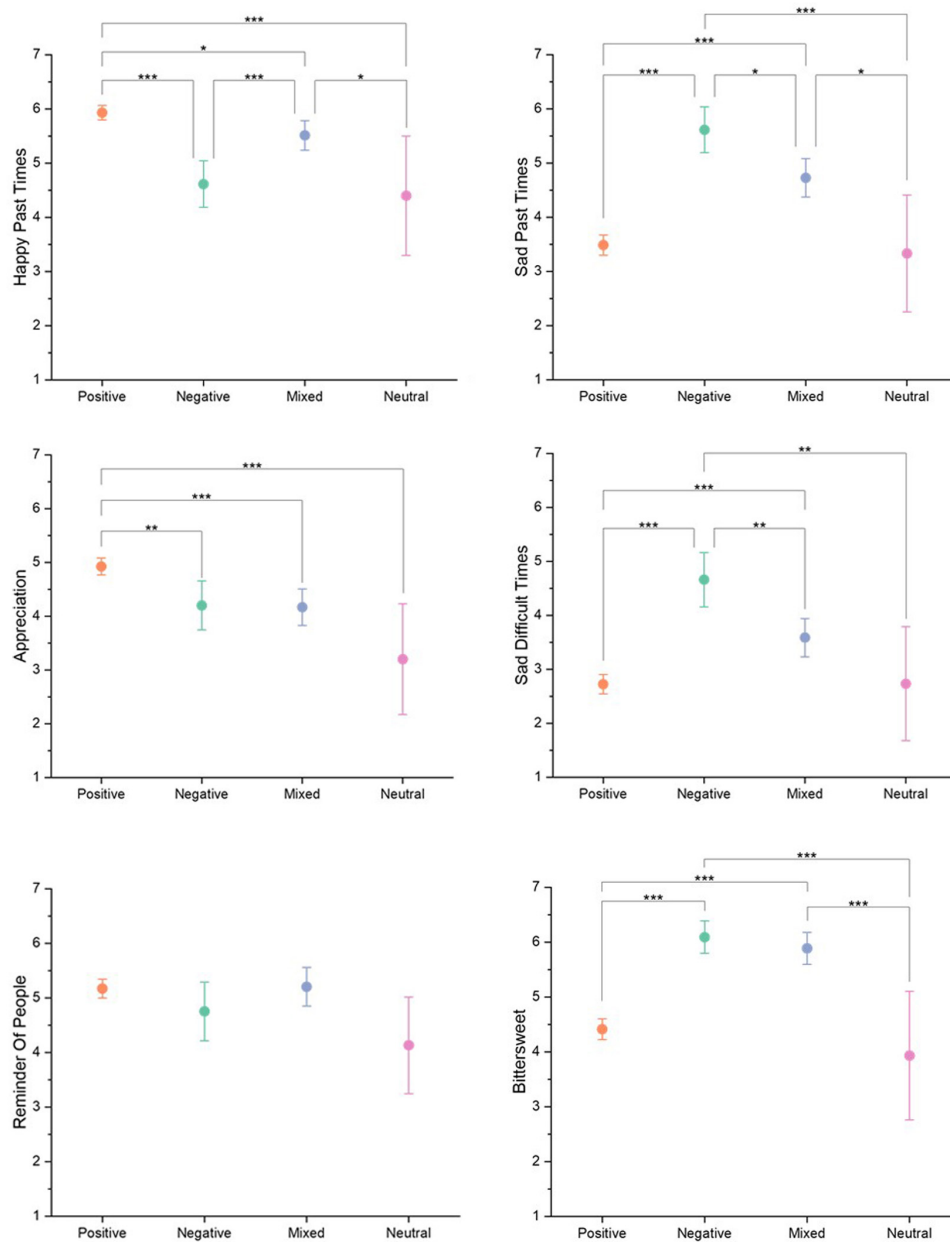 ***
*
***
***
*
7
6
5
4
3
2
1
Happy Past Times
Positive
Negative
Mixed
Neutral
***
***
***
*
*
7
6
5
4
3
2
1
Sad Past Times
Positive
Negative
Mixed
Neutral
***
***
**
7
6
5
4
3
2
1
Appreciation
Positive
Negative
Mixed
Neutral
**
***
***
**
7
6
5
4
3
2
1
Sad Difficult Times
Positive
Negative
Mixed
Neutral
7
6
5
4
3
2
1
Reminder Of People
Positive
Negative
Mixed
Neutral
***
***
***
***
7
6
5
4
3
2
1
Bittersweet
Positive
Negative
Mixed
Neutral